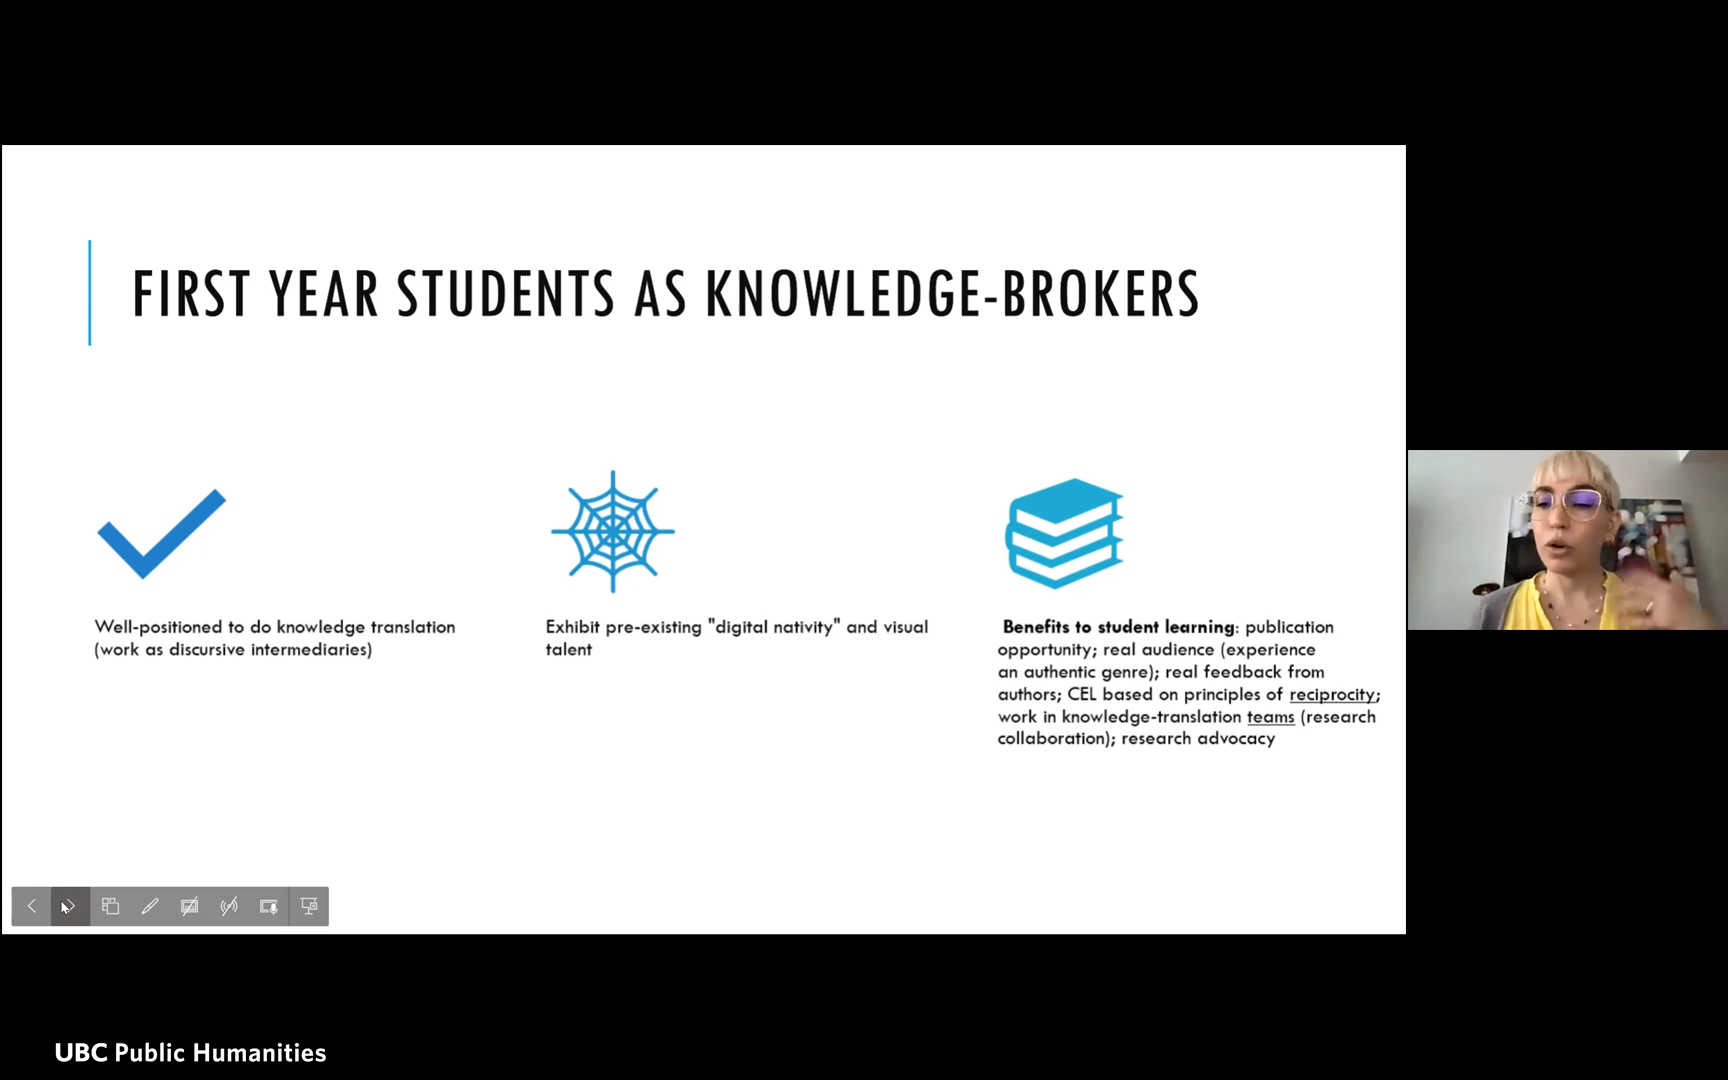 FIRST YEAR STUDENTS AS KNOWLEDGE-BROKERS
Well-positioned to do knowledge translation
(work as discursive intermediaries)
Exhibit pre-existing "digital nativity" and visual
talent
Benefits to student learning: publication
opportunity; real audience (experience
an authentic genre); real feedback from
authors; CEL based on principles of reciprocity;
work in knowledge-translation teams (research
collaboration); research advocacy
UBC Public Humanities